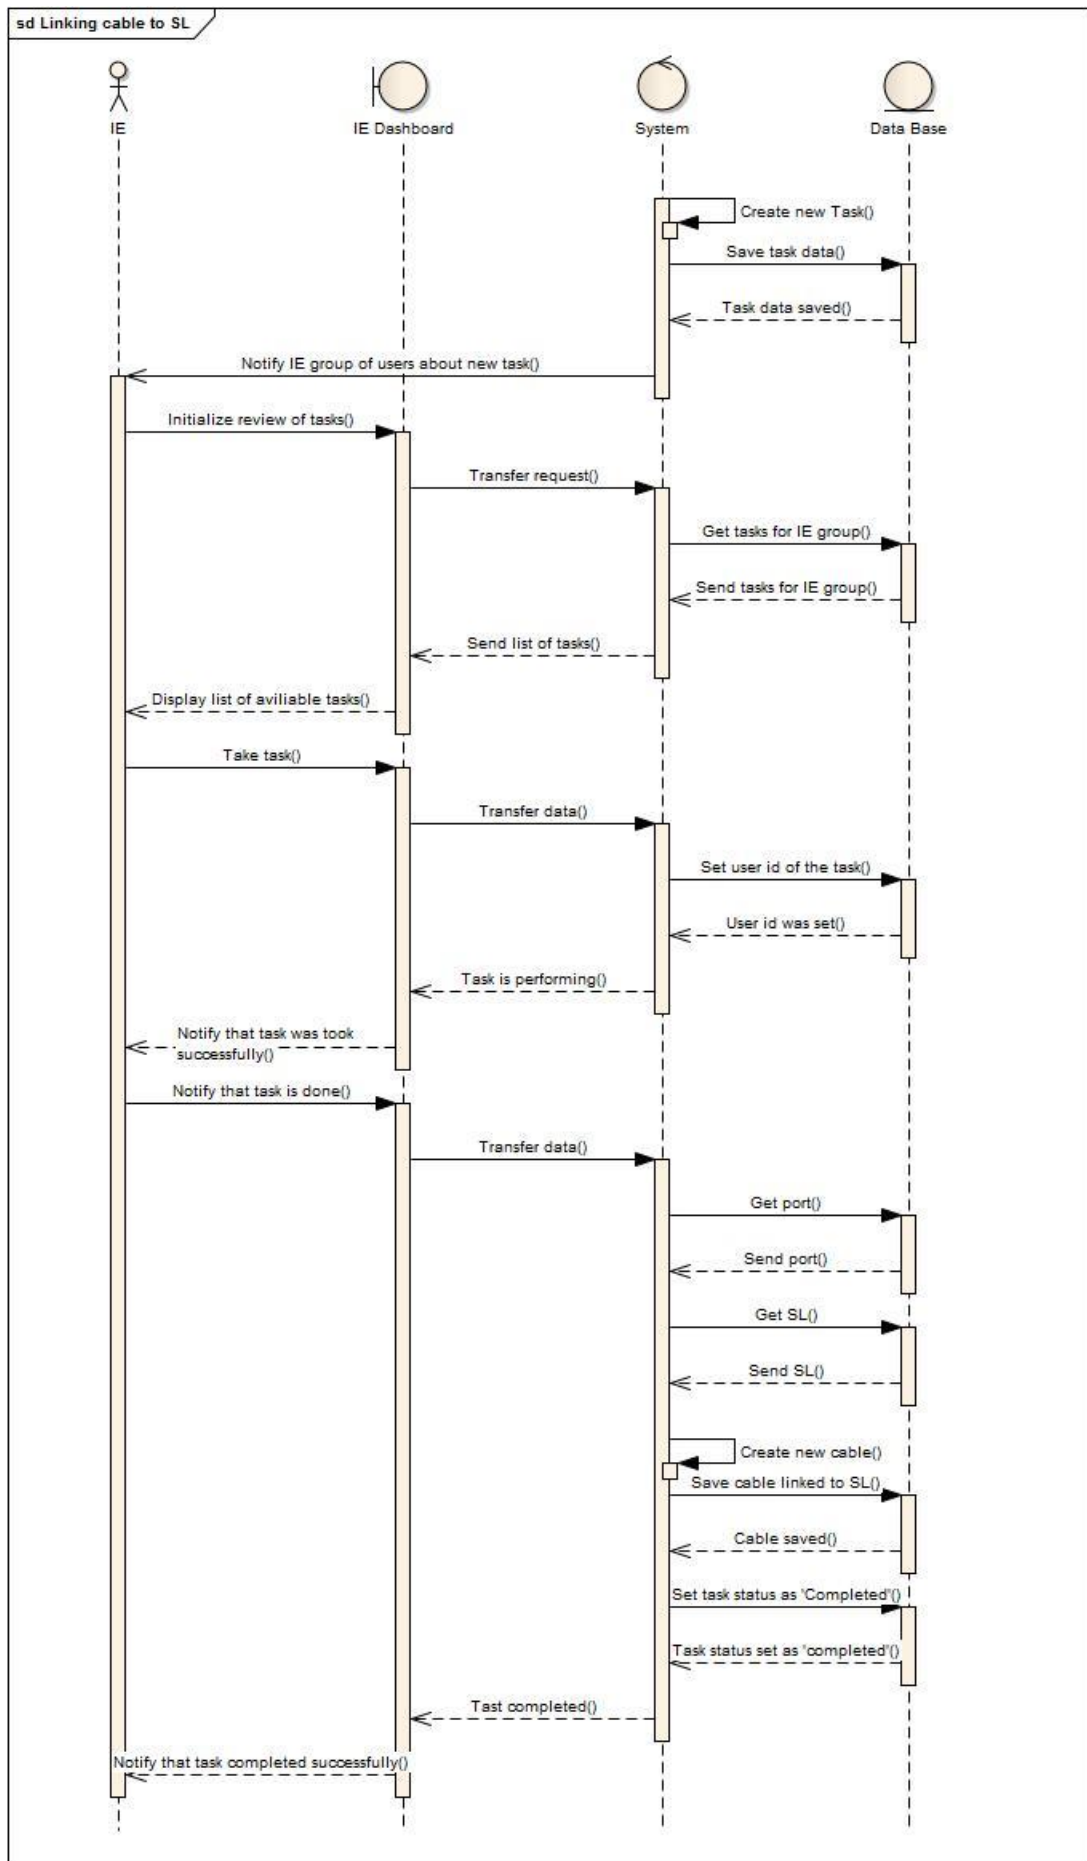 sd Linking cable to SL
IE
IE Dashboard
System
Data Base
Create new Task()
Save task data()
Task data saved()
Notify IE group of users about new task()
Initialize review of tasks()
Transfer request()
Get tasks for IE group()
Send tasks for IE group()
Send list of tasks()
Display list of aviliable tasks()
Take task()
Transfer data()
Set user id of the task()
User id was set()
Task is performing()
Notify that task was took
successfully()
Notify that task is done()
Transfer data()
Get port()
Send port()
Get SL()
Send SL()
Create new cable()
Save cable linked to SL()
Cable saved()
Set task status as 'Completed'()
Task status set as 'completed'()
Tast completed()
Notify that task completed successfully()